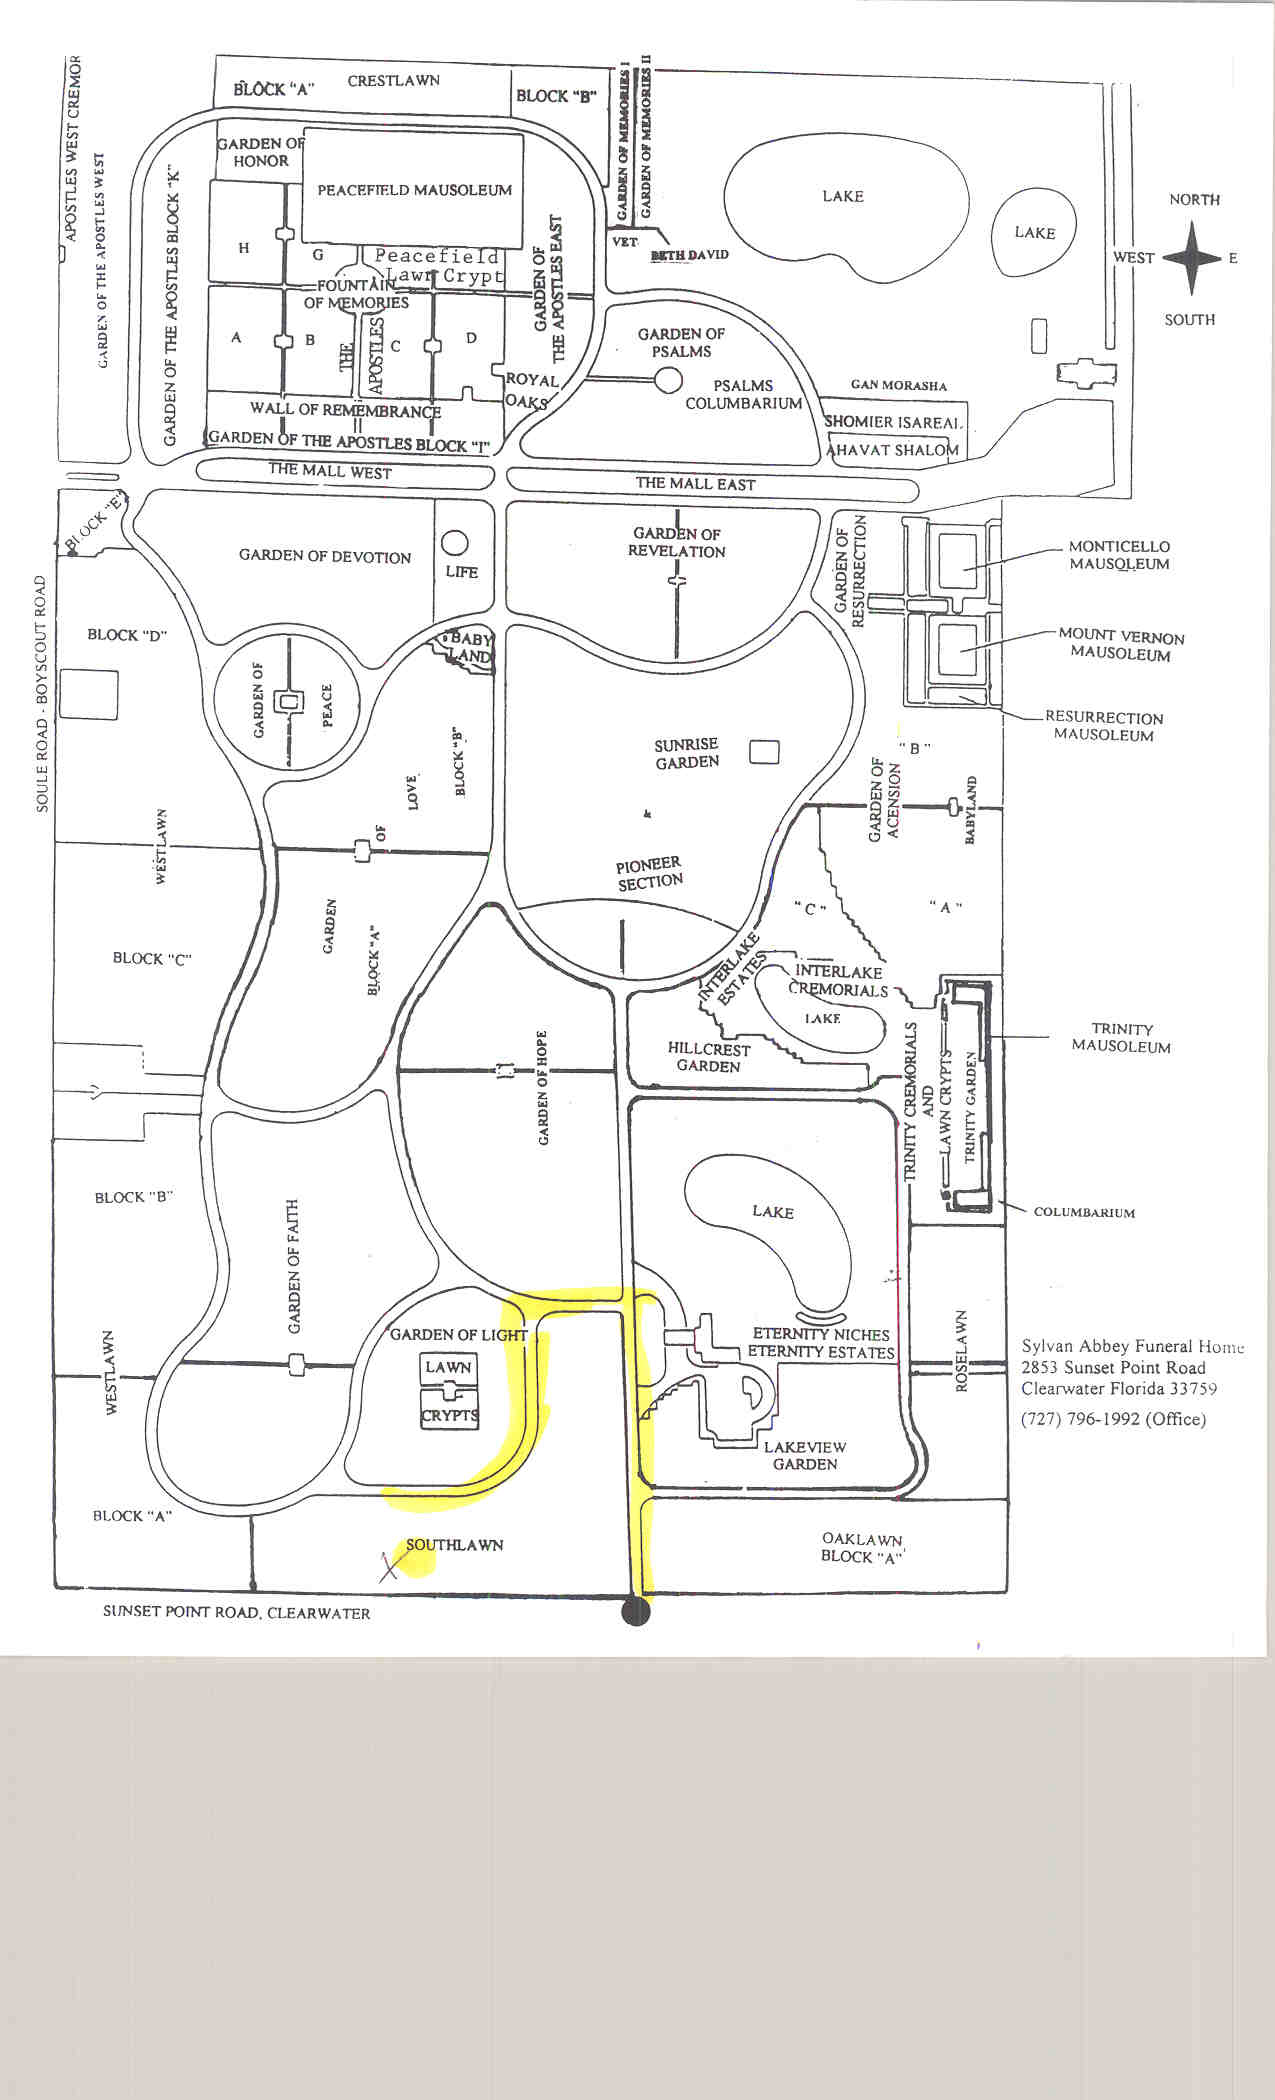 APOSTLES WEST CREMOR
GARDEN OF THE APOSTLES WEST
BLOCK "A"
CRESTLAWN
BLOCK "B"
GARDEN OF MEMORIES I
GARDEN OF MEMORIES II
GARDEN OF
HONOR
PEACEFIELD MAUSOLEUM
GARDEN OF THE APOSTLES BLOCK "K"
H
G
Peacefield
Lawn Crypt
FOUNTAIN
OF MEMORIES
GARDEN OF
THE APOSTLES EAST
VET
BETH DAVID
LAKE
LAKE
NORTH
WEST
E
SOUTH
A
B
THE
APOSTLES
C
D
ROYAL
OAKS
GARDEN OF
PSALMS
PSALMS
COLUMBARIUM
GAN MORASHA
SHOMIER ISAREAL
AHAVAT SHALOM
WALL OF REMEMBRANCE
II
GARDEN OF THE APOSTLES BLOCK "I"
THE MALL WEST
THE MALL EAST
BLOCK "E"
GARDEN OF DEVOTION
LIFE
GARDEN OF
REVELATION
GARDEN OF
RESURRECTION
MONTICELLO
MAUSOLEUM
SOULE ROAD - BOYSCOUT ROAD
BLOCK "D"
BABY
LAND
MOUNT VERNON
MAUSOLEUM
GARDEN OF
PEACE
RESURRECTION
MAUSOLEUM
SUNRISE
GARDEN
"B"
GARDEN OF
ACENSION
BABYLAND
BLOCK "B"
LOVE
OF
GARDEN
BLOCK "A"
WESTLAWN
&
PIONEER
SECTION
"C"
"A"
BLOCK "C"
INTERLAKE
ESTATES
INTERLAKE
CREMORIALS
LAKE
TRINITY
MAUSOLEUM
HILLCREST
GARDEN
GARDEN OF HOPE
TRINITY CREMORIALS
AND
LAWN CRYPTS
TRINITY GARDEN
BLOCK "B"
GARDEN OF FAITH
LAKE
COLUMBARIUM
GARDEN OF LIGHT
LAWN
CRYPTS
ETERNITY NICHES
ETERNITY ESTATES
ROSELAWN
Sylvan Abbey Funeral Home
2853 Sunset Point Road
Clearwater Florida 33759
(727) 796-1992 (Office)
WESTLAWN
LAKEVIEW
GARDEN
BLOCK "A"
X
SOUTHLAWN
OAKLAWN
BLOCK "A"
SUNSET POINT ROAD, CLEARWATER